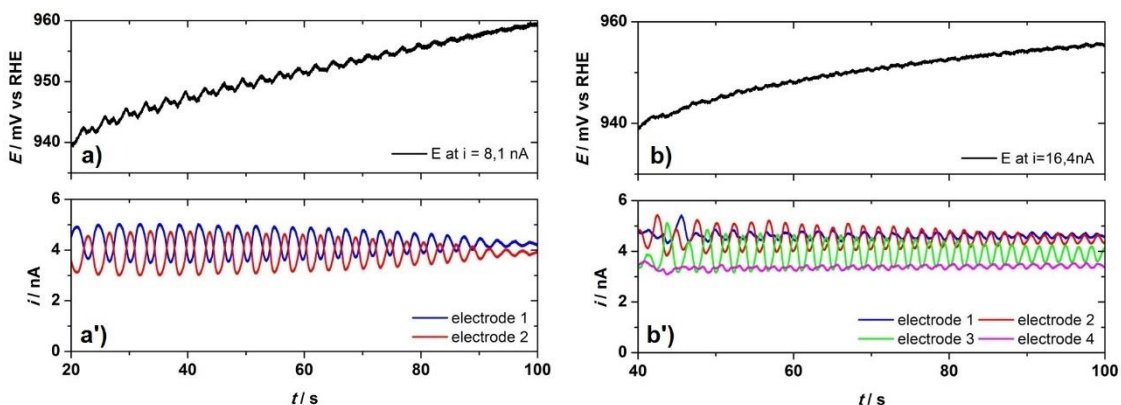 960
950
940
E / mV vs RHE
a)
E at i = 8,1 nA
6
4
2
0
i / nA
a')
electrode 1
electrode 2
20 40 60 80 100
t / s
960
940
E / mV vs RHE
b)
E at i=16,4nA
6
4
2
0
i / nA
b')
electrode 1 electrode 2
electrode 3 electrode 4
40 60 80 100
t / s